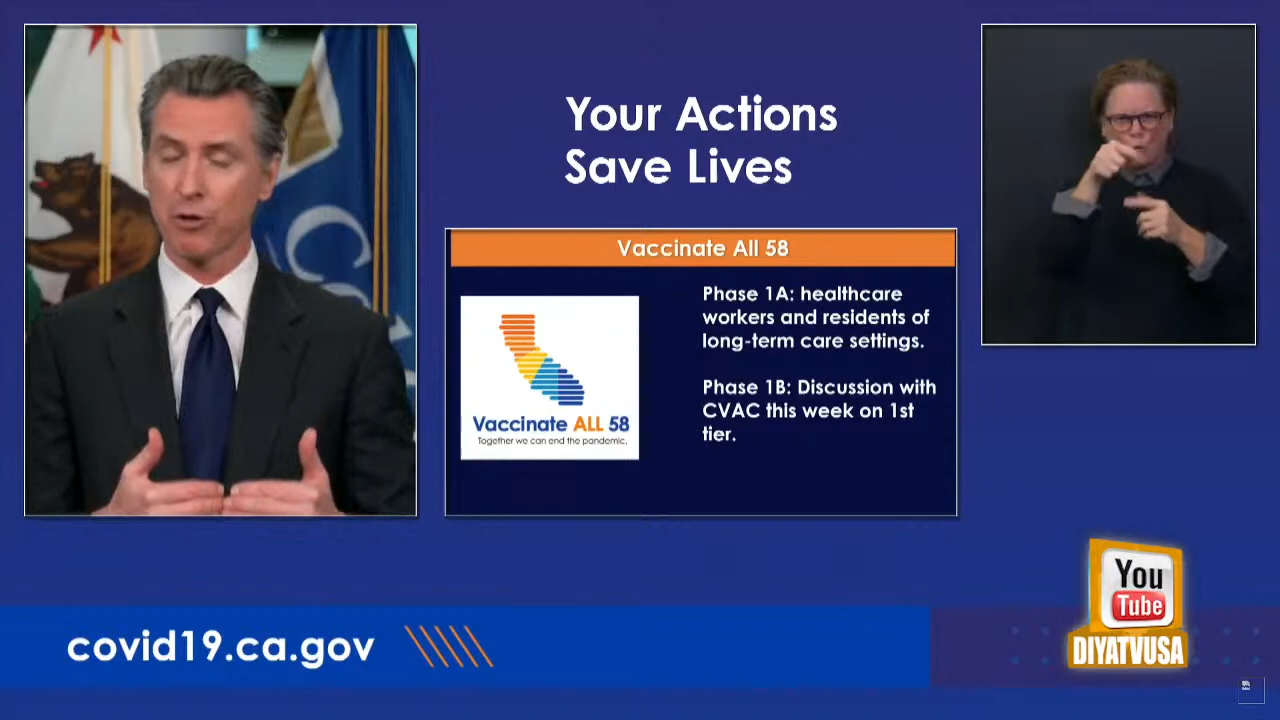 Your Actions
Save Lives
Vaccinate All 58
Phase 1A: healthcare
workers and residents of
long-term care settings.
Phase 1B: Discussion with
CVAC this week on 1st
tier.
Vaccinate ALL 58
Together we can end the pandemic.
covid19.ca.gov
You
Tube
DIYATVUSA